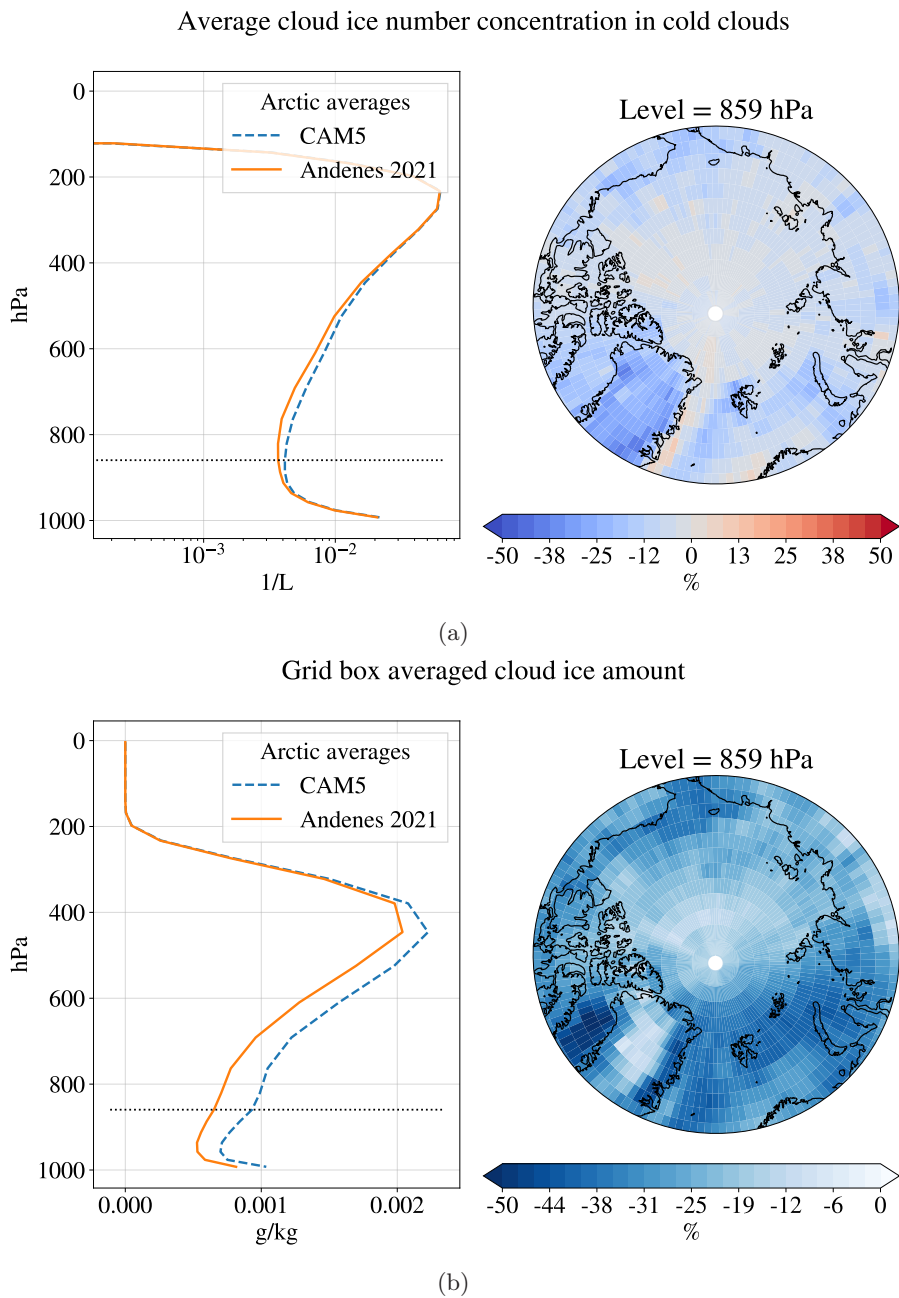 Average cloud ice number concentration in cold clouds
0
200
400
600
800
1000
hPa
Arctic averages
CAM5
Andenes 2021
10⁻³
10⁻²
1/L
Level = 859 hPa
-50 -38 -25 -12 0 13 25 38 50
%
(a)
Grid box averaged cloud ice amount
0
200
400
600
800
1000
hPa
Arctic averages
CAM5
Andenes 2021
0.000 0.001 0.002
g/kg
Level = 859 hPa
-50 -44 -38 -31 -25 -19 -12 -6 0
%
(b)